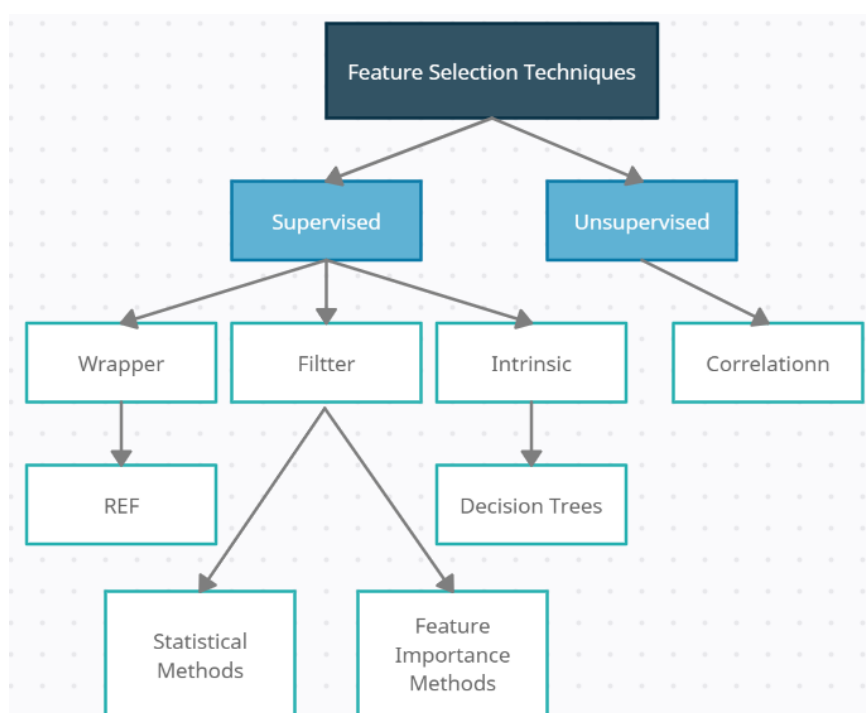 Feature Selection Techniques
Supervised
Unsupervised
Wrapper
Filtter
Intrinsic
Correlationn
REF
Decision Trees
Statistical
Methods
Feature
Importance
Methods